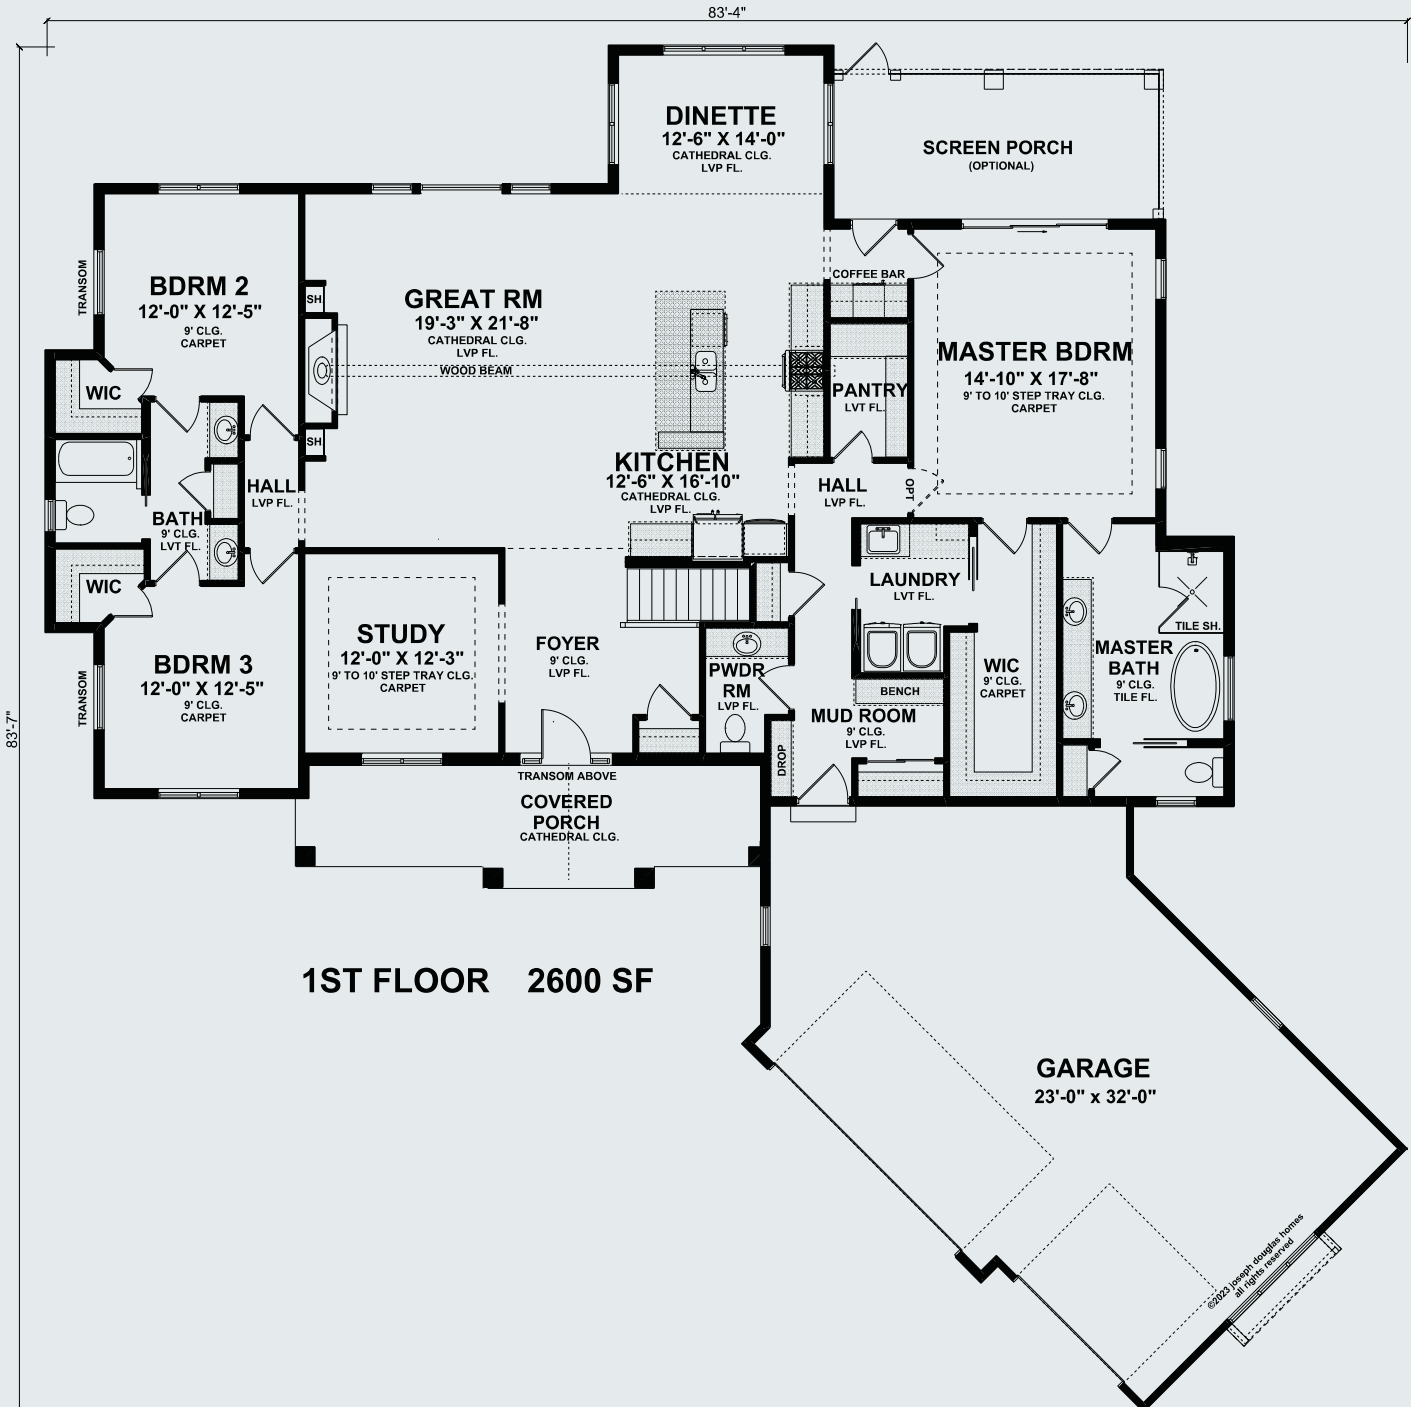 83'-4"
DINETTE
12'-6" X 14'-0"
CATHEDRAL CLG.
LVP FL.
SCREEN PORCH
(OPTIONAL)
TRANSOM
BDRM 2
12'-0" X 12'-5"
9' CLG.
CARPET
SH
GREAT RM
19'-3" X 21'-8"
CATHEDRAL CLG.
LVP FL.
WOOD BEAM
COFFEE BAR
MASTER BDRM
14'-10" X 17'-8"
9' TO 10' STEP TRAY CLG.
CARPET
PANTRY
LVT FL.
WIC
SH
KITCHEN
12'-6" X 16'-10"
CATHEDRAL CLG.
LVP FL.
HALL
LVP FL.
HALL
LVP FL.
OPT
BATH
9' CLG.
LVT FL.
WIC
LAUNDRY
LVT FL.
STUDY
12'-0" X 12'-3"
9' TO 10' STEP TRAY CLG.
CARPET
FOYER
9' CLG.
LVP FL.
PWDR
RM
LVP FL.
TILE SH.
MASTER
BATH
9' CLG.
TILE FL.
WIC
9' CLG.
CARPET
BDRM 3
12'-0" X 12'-5"
9' CLG.
CARPET
TRANSOM
BENCH
MUD ROOM
9' CLG.
LVP FL.
DROP
83'-7"
TRANSOM ABOVE
COVERED
PORCH
CATHEDRAL CLG.
1ST FLOOR 2600 SF
GARAGE
23'-0" x 32'-0"
©2023 joseph douglas homes
all rights reserved